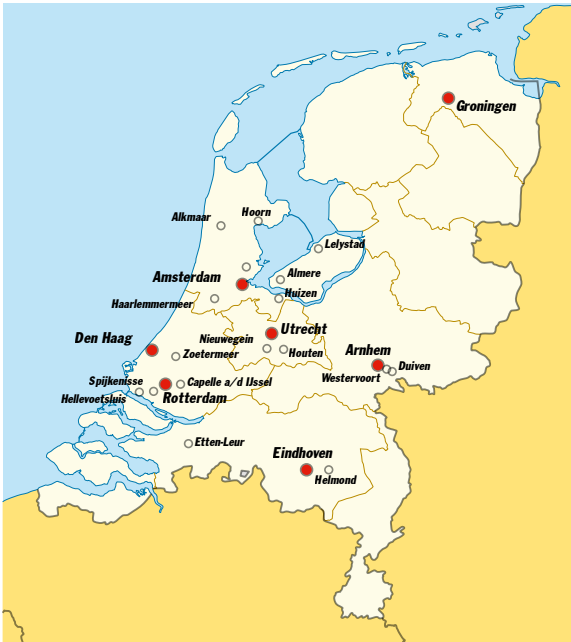 Groningen
Alkmaar
Hoorn
Lelystad
Amsterdam
Almere
Huizen
Haarlemmermeer
Utrecht
Nieuwegein
Den Haag
Houten
Zoetermeer
Arnhem
Duiven
Westervoort
Spijkenisse
Capelle a/d IJssel
Hellevoetsluis
Rotterdam
Etten-Leur
Eindhoven
Helmond